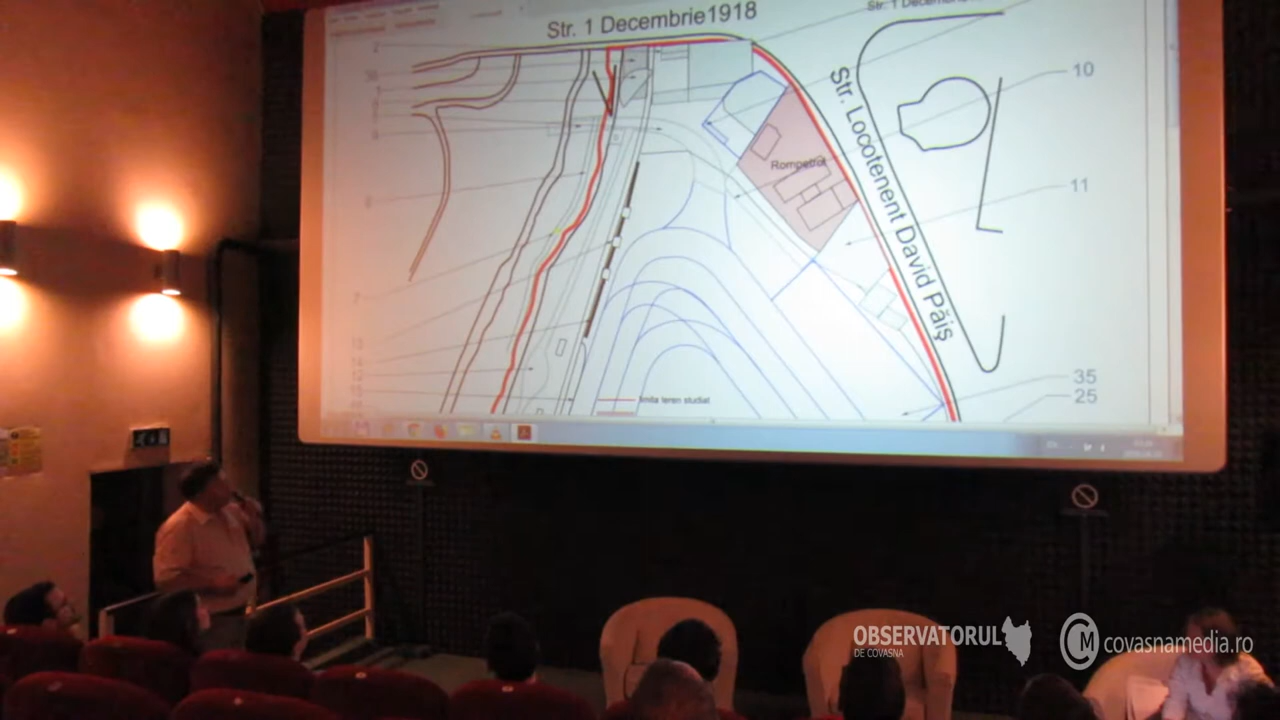 Str. 1 Decembrie1918
10
Str. Locotenent David Păiș
Rompetrol
11
35
limita teren studiat
25
OBSERVATORUL
DE COVASNA
CM covasnamedia.ro